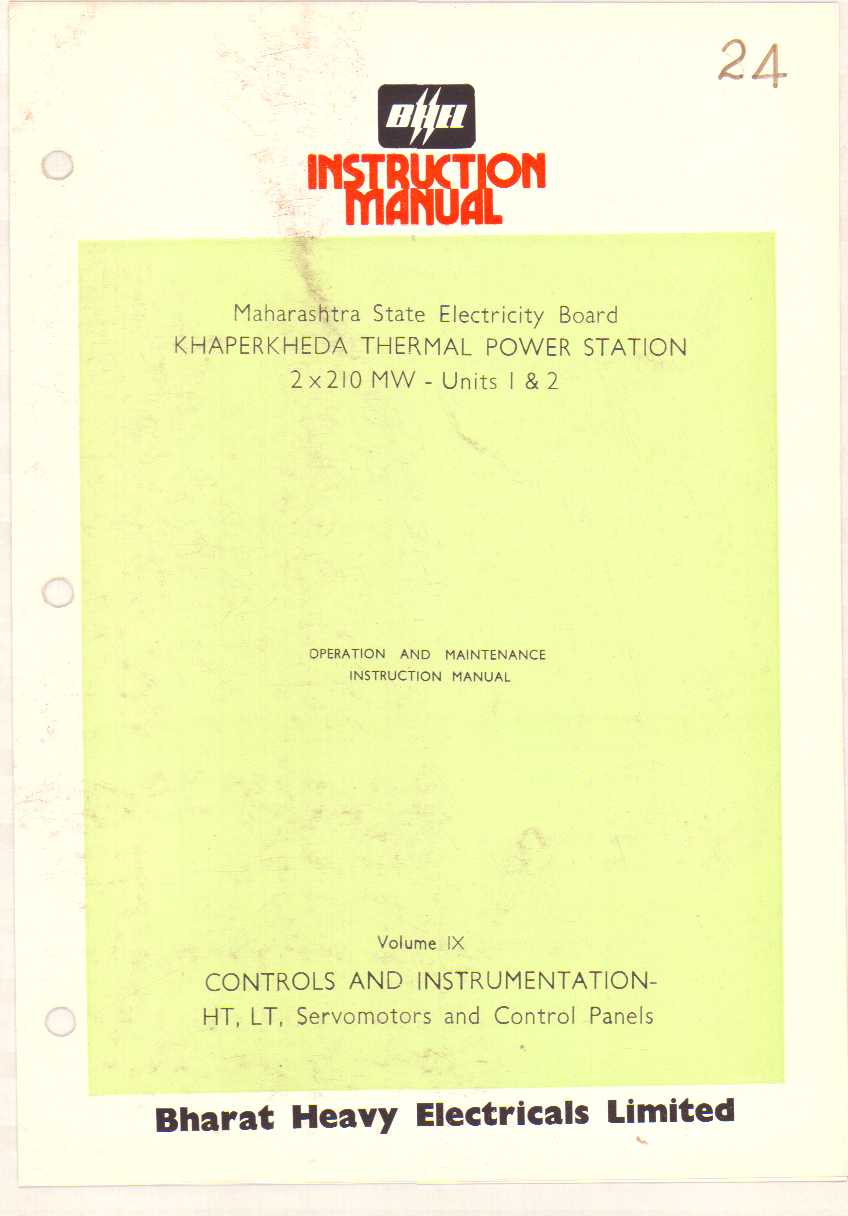 24
BHEL
INSTRUCTION
MANUAL
Maharashtra State Electricity Board
KHAPERKHEDA THERMAL POWER STATION
2 x 210 MW - Units 1 & 2
OPERATION AND MAINTENANCE
INSTRUCTION MANUAL
Volume IX
CONTROLS AND INSTRUMENTATION-
HT, LT, Servomotors and Control Panels
Bharat Heavy Electricals Limited